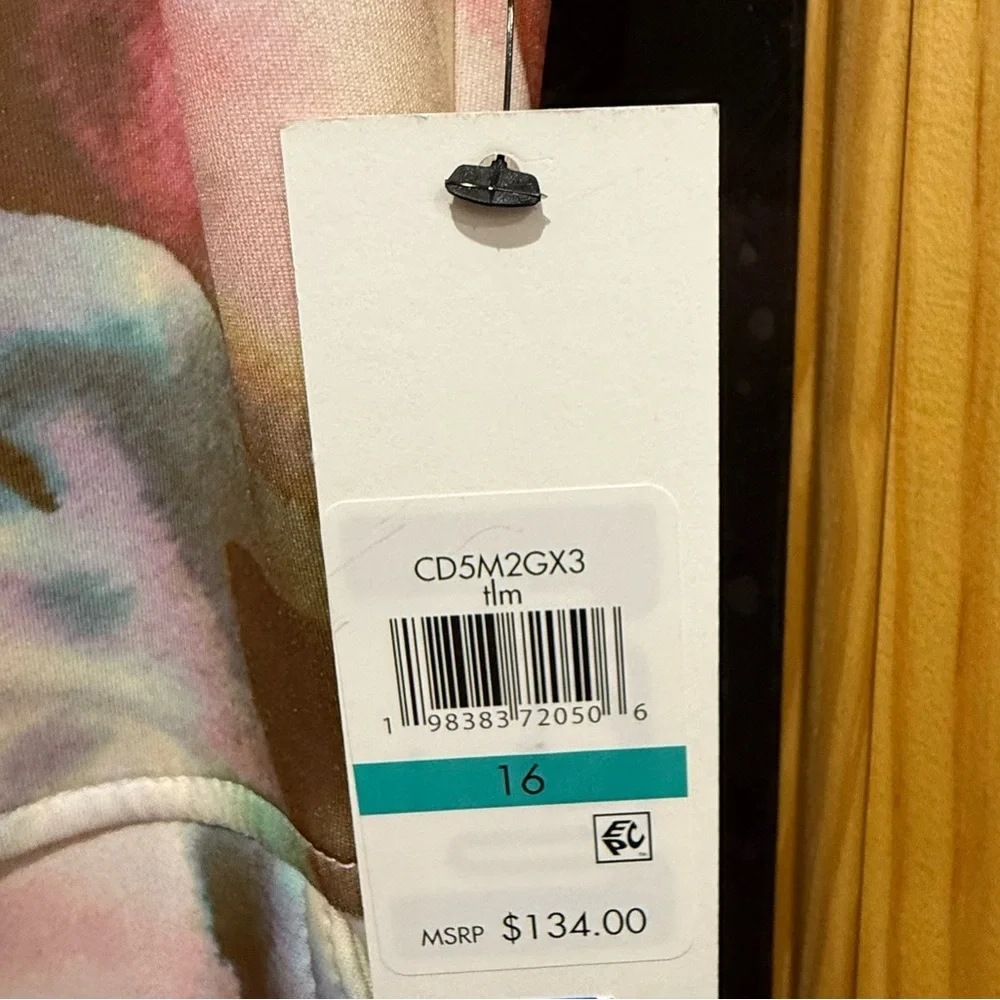 CD5M2GX3
tlm
1 98383 72050 6
16
EPC
MSRP $134.00